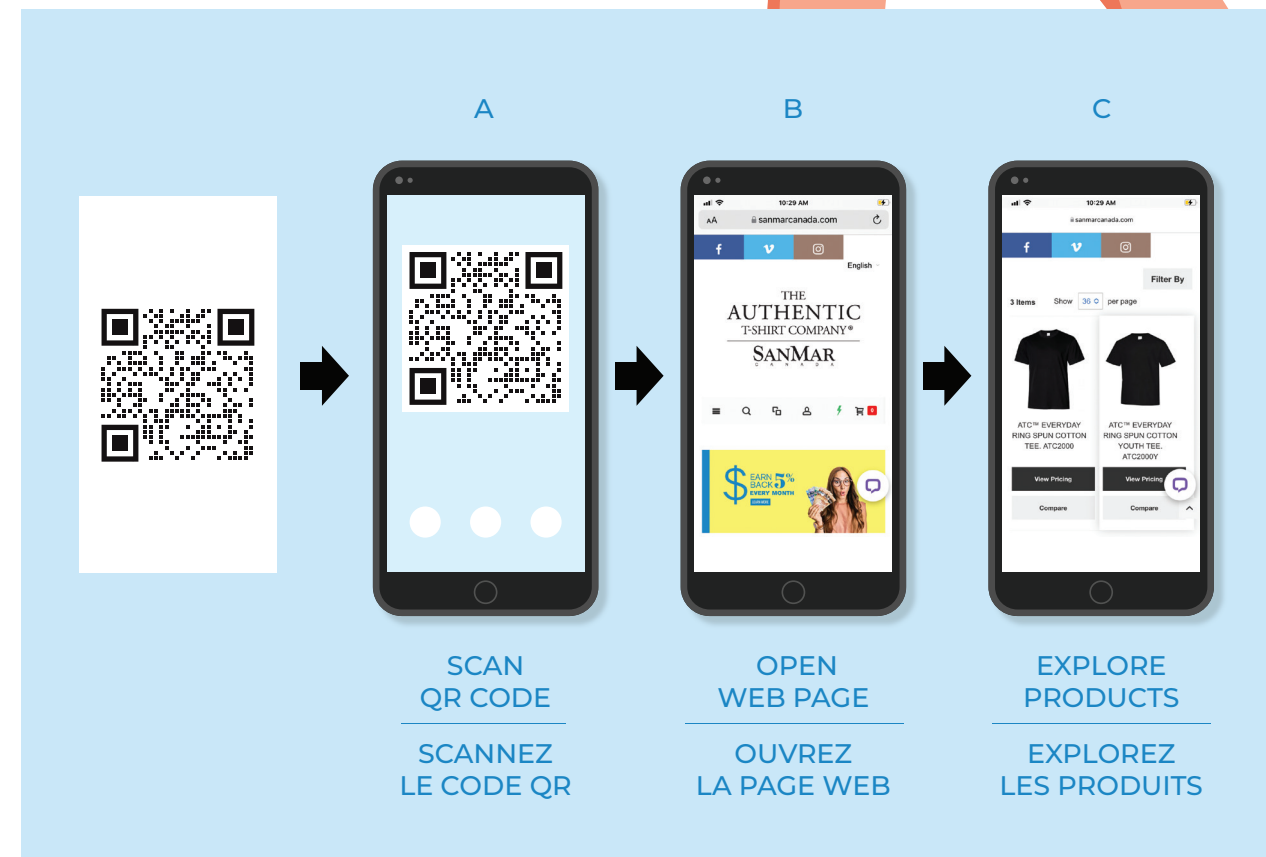 A
SCAN
QR CODE
SCANNEZ
LE CODE QR
B
10:29 AM
AA sanmarcanada.com
f
English
THE
AUTHENTIC
T-SHIRT COMPANY®
SANMAR
CANADA
$ EARN
BACK 5%
EVERY MONTH
OPEN
WEB PAGE
OUVREZ
LA PAGE WEB
C
10:29 AM
sanmarcanada.com
f
Filter By
3 Items Show 36 per page
ATC™ EVERYDAY
RING SPUN COTTON
TEE. ATC2000
View Pricing
Compare
ATC™ EVERYDAY
RING SPUN COTTON
YOUTH TEE.
ATC2000Y
View Pricing
Compare
EXPLORE
PRODUCTS
EXPLOREZ
LES PRODUITS